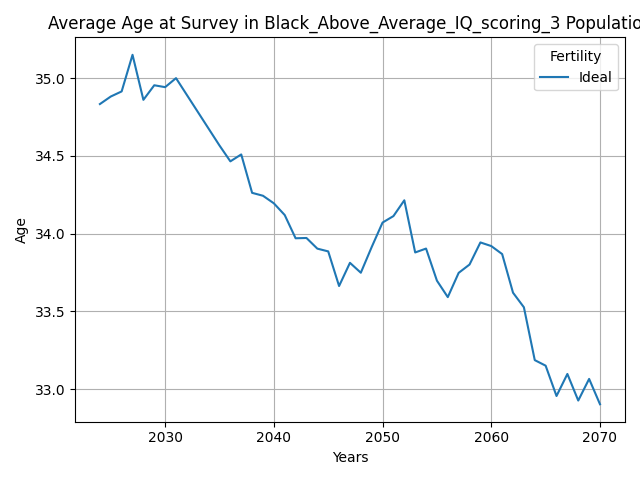 Average Age at Survey in Black_Above_Average_IQ_scoring_3 Populatio
Fertility
Ideal
35.0
34.5
34.0
33.5
33.0
Age
2030 2040 2050 2060 2070
Years